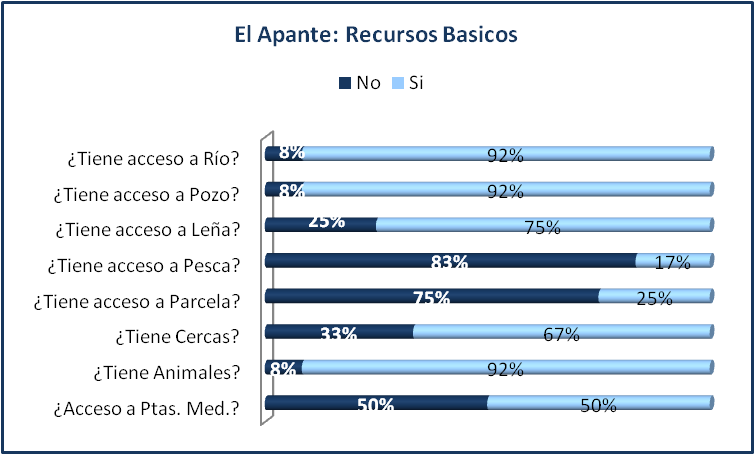 El Apante: Recursos Basicos
No Si
¿Tiene acceso a Río? 8% 92%
¿Tiene acceso a Pozo? 8% 92%
¿Tiene acceso a Leña? 25% 75%
¿Tiene acceso a Pesca? 83% 17%
¿Tiene acceso a Parcela? 75% 25%
¿Tiene Cercas? 33% 67%
¿Tiene Animales? 8% 92%
¿Acceso a Ptas. Med.? 50% 50%